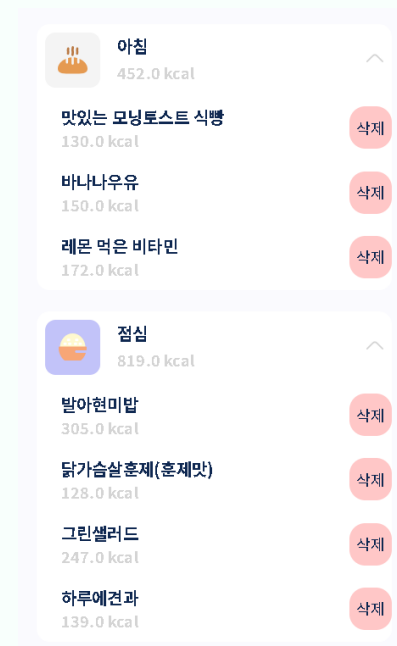 아침
452.0 kcal
맛있는 모닝토스트 식빵
130.0 kcal
삭제
바나나우유
150.0 kcal
삭제
레몬 먹은 비타민
172.0 kcal
삭제
점심
819.0 kcal
발아현미밥
305.0 kcal
삭제
닭가슴살훈제(훈제맛)
128.0 kcal
삭제
그린샐러드
247.0 kcal
삭제
하루에견과
139.0 kcal
삭제